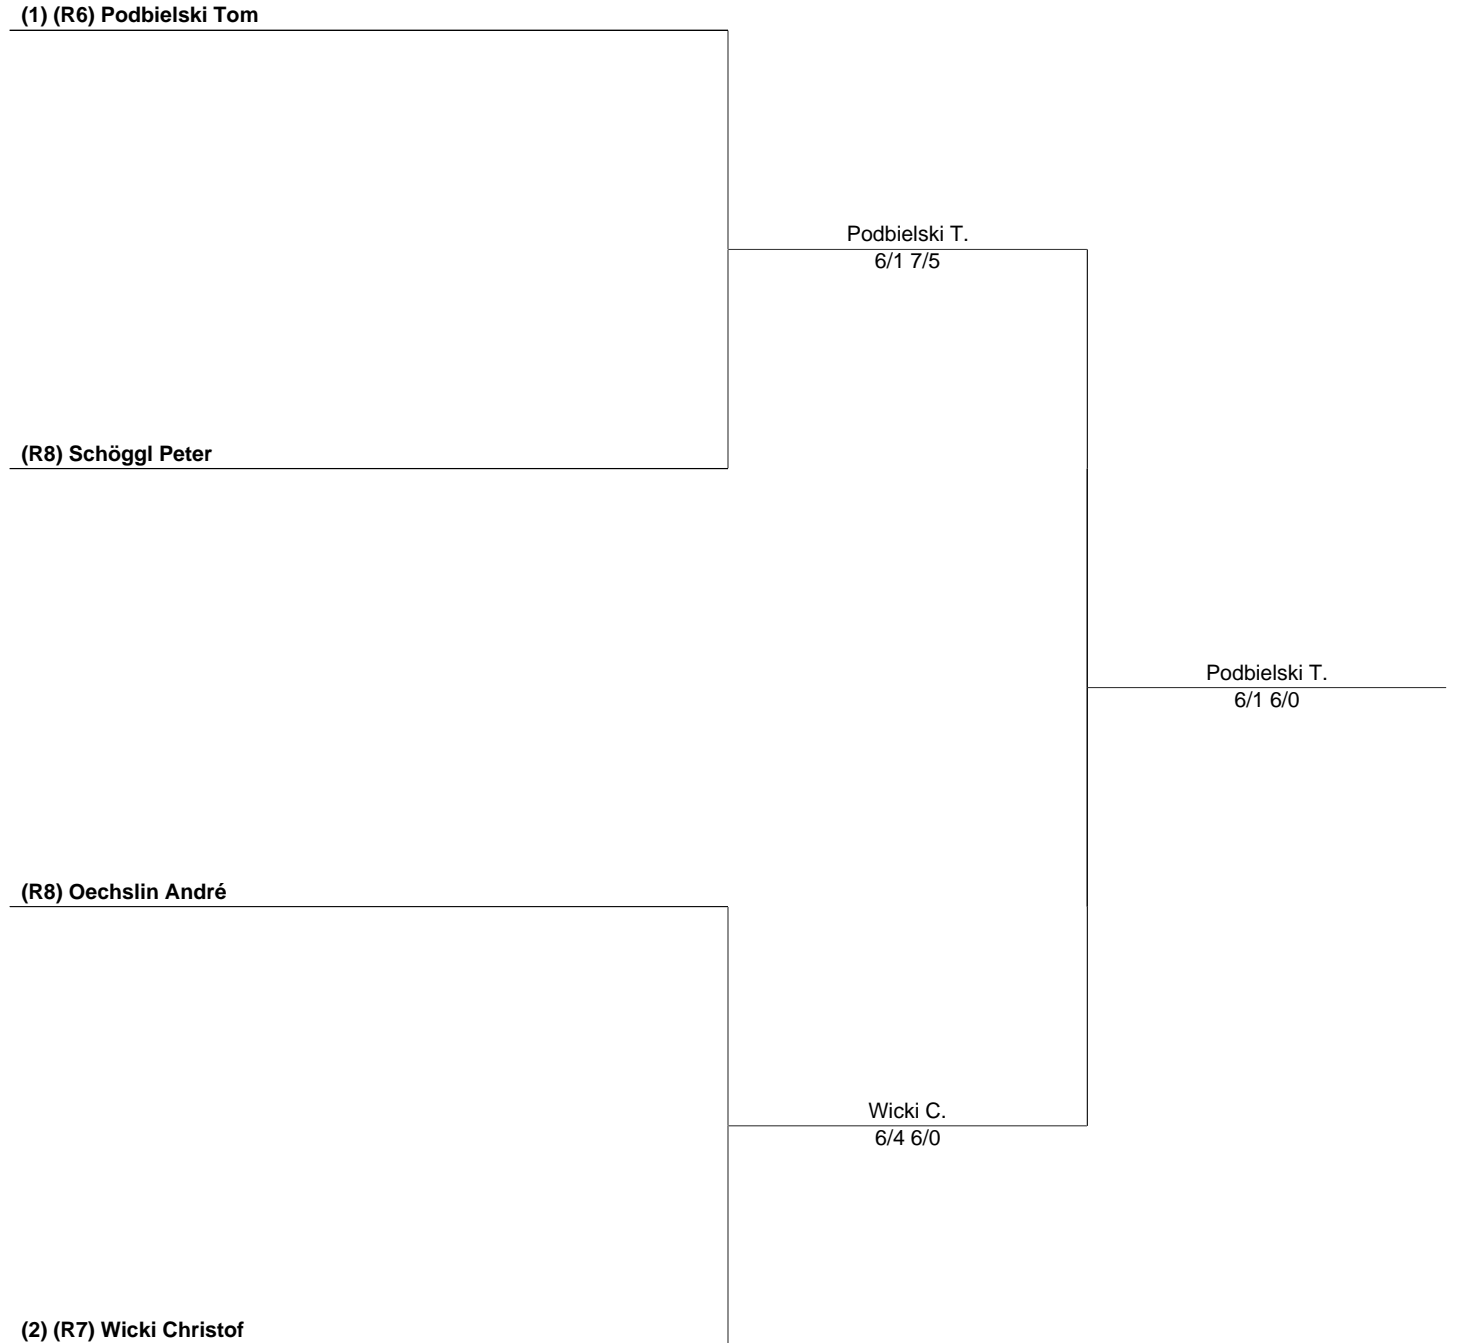 (1) (R6) Podbielski Tom
Podbielski T.
6/1 7/5
(R8) Schöggl Peter
Podbielski T.
6/1 6/0
(R8) Oechslin André
Wicki C.
6/4 6/0
(2) (R7) Wicki Christof